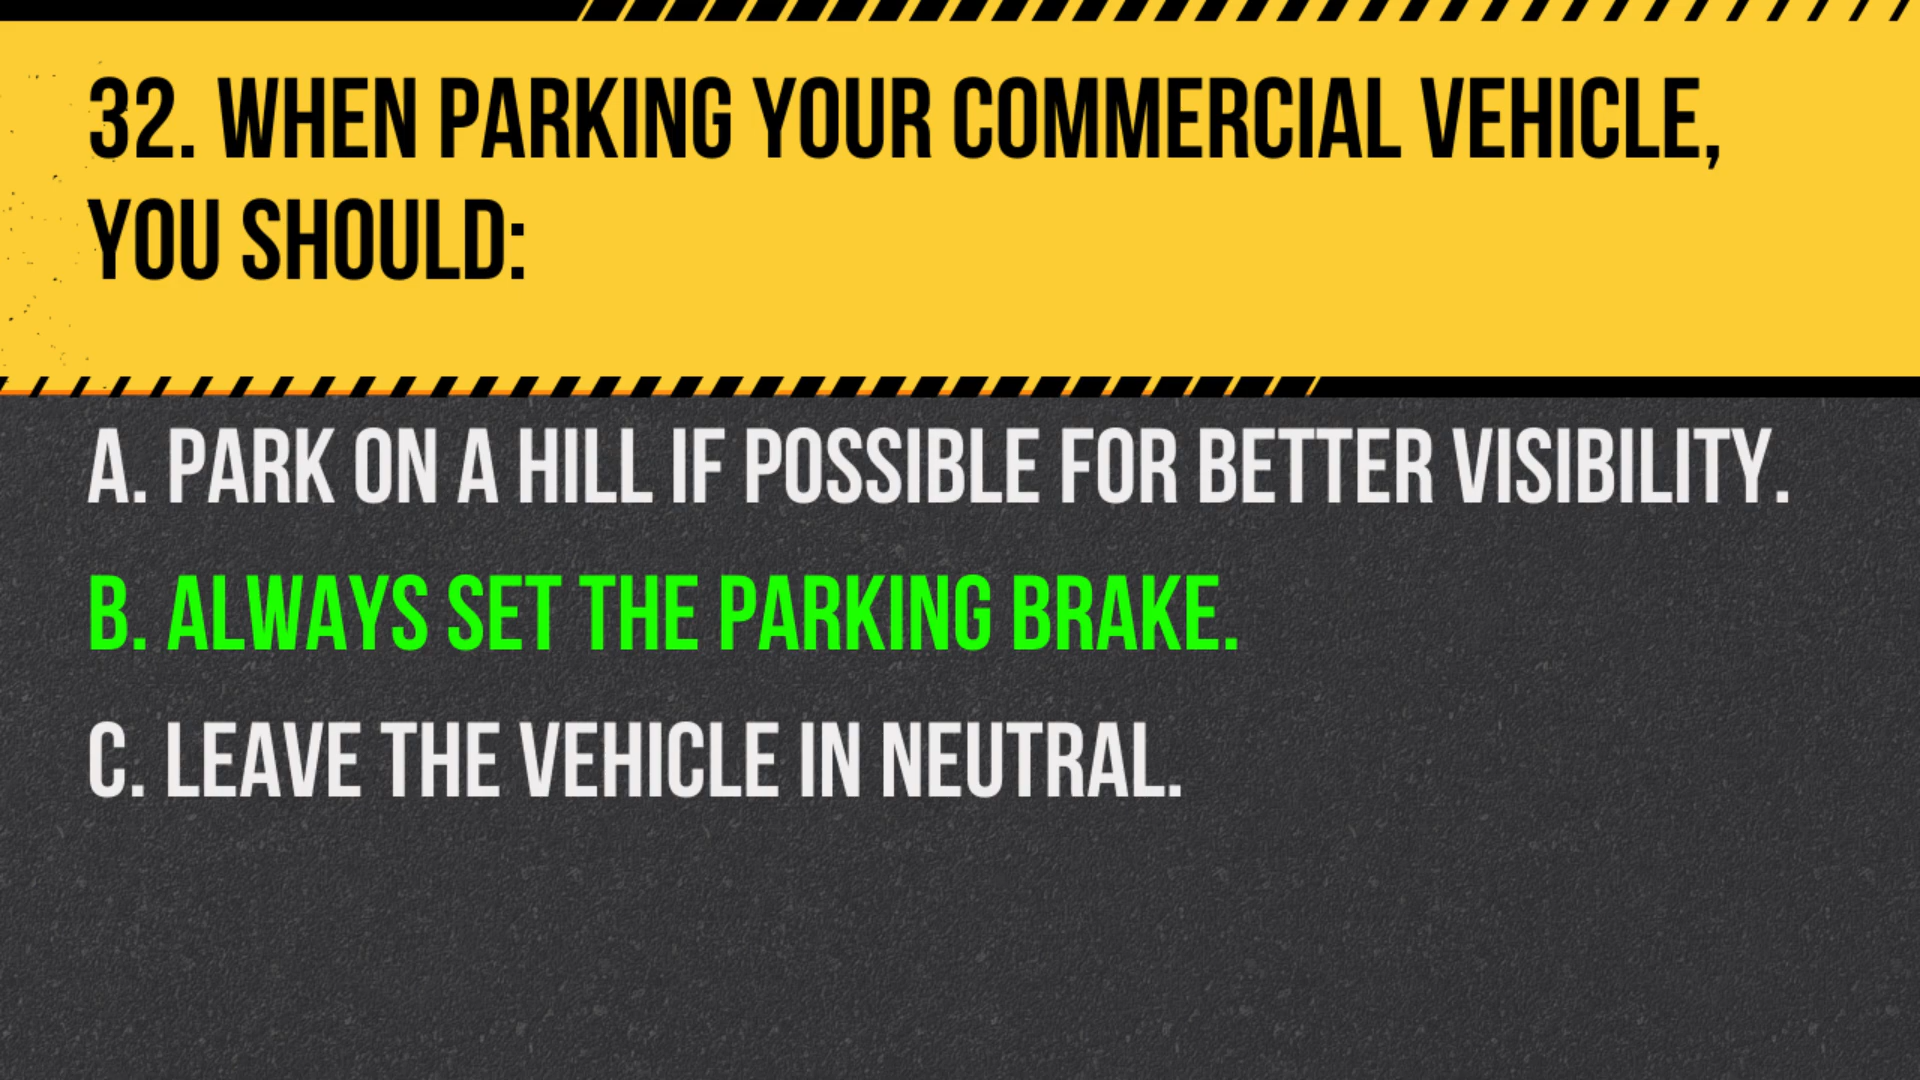 32. WHEN PARKING YOUR COMMERCIAL VEHICLE,
YOU SHOULD:
A. PARK ON A HILL IF POSSIBLE FOR BETTER VISIBILITY.
B. ALWAYS SET THE PARKING BRAKE.
C. LEAVE THE VEHICLE IN NEUTRAL.